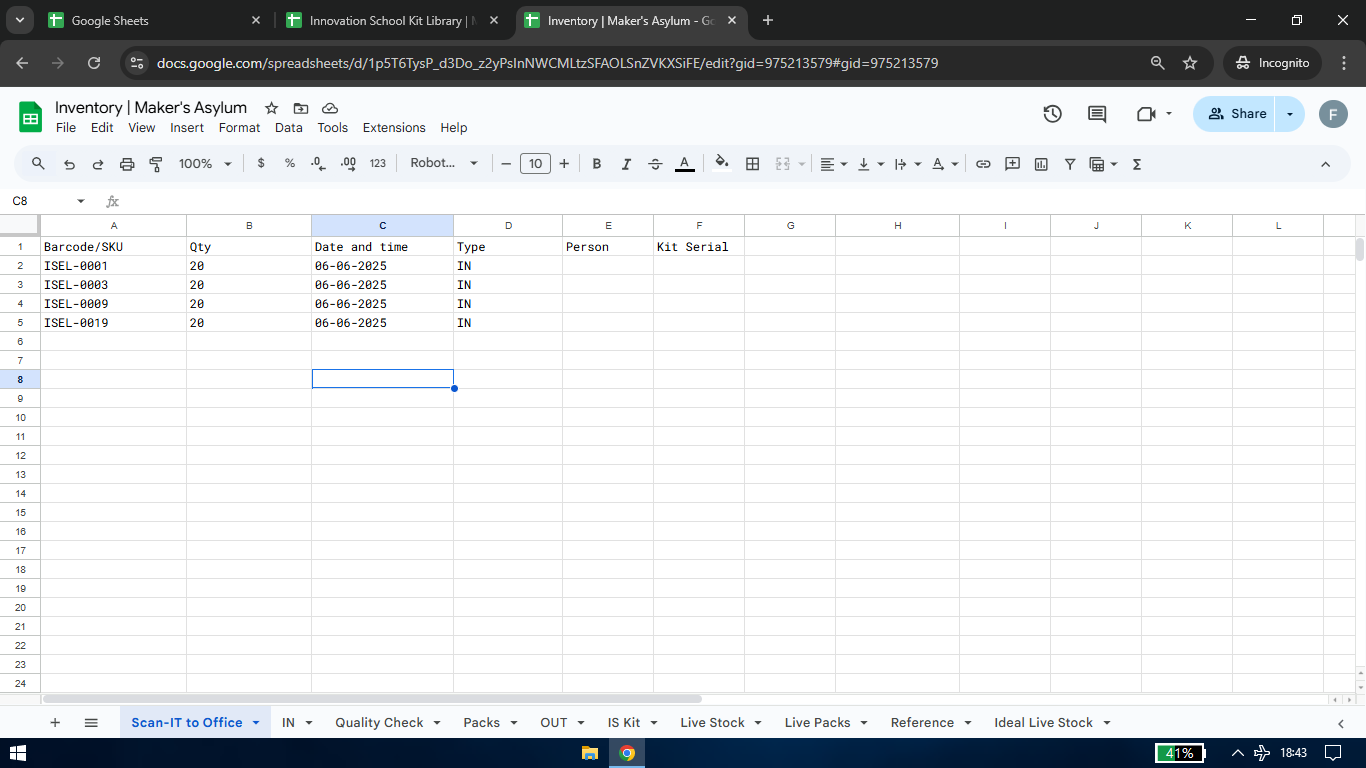 Google Sheets
Innovation School Kit Library |
Inventory | Maker's Asylum - Go
docs.google.com/spreadsheets/d/1p5T6TysP_d3Do_z2yPsInNWCMLtzSFAOLSnZVKXSiFE/edit?gid=975213579#gid=975213579
Incognito
Inventory | Maker's Asylum
Share
F
File Edit View Insert Format Data Tools Extensions Help
100% $ % .0 .00 123 Robot... 10 B I A A Σ
C8 fx
A B C D E F G H I J K L
1 Barcode/SKU Qty Date and time Type Person Kit Serial
2 ISEL-0001 20 06-06-2025 IN
3 ISEL-0003 20 06-06-2025 IN
4 ISEL-0009 20 06-06-2025 IN
5 ISEL-0019 20 06-06-2025 IN
6
7
8
9
10
11
12
13
14
15
16
17
18
19
20
21
22
23
24
Scan-IT to Office IN Quality Check Packs OUT IS Kit Live Stock Live Packs Reference Ideal Live Stock
41% 18:43